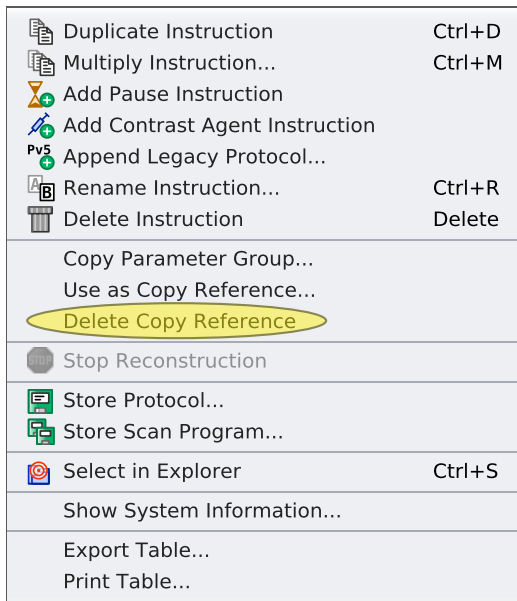 Duplicate Instruction Ctrl+D
Multiply Instruction... Ctrl+M
Add Pause Instruction
Add Contrast Agent Instruction
Pv5 Append Legacy Protocol...
A B Rename Instruction... Ctrl+R
Delete Instruction Delete
Copy Parameter Group...
Use as Copy Reference...
Delete Copy Reference
STOP Stop Reconstruction
Store Protocol...
Store Scan Program...
Select in Explorer Ctrl+S
Show System Information...
Export Table...
Print Table...